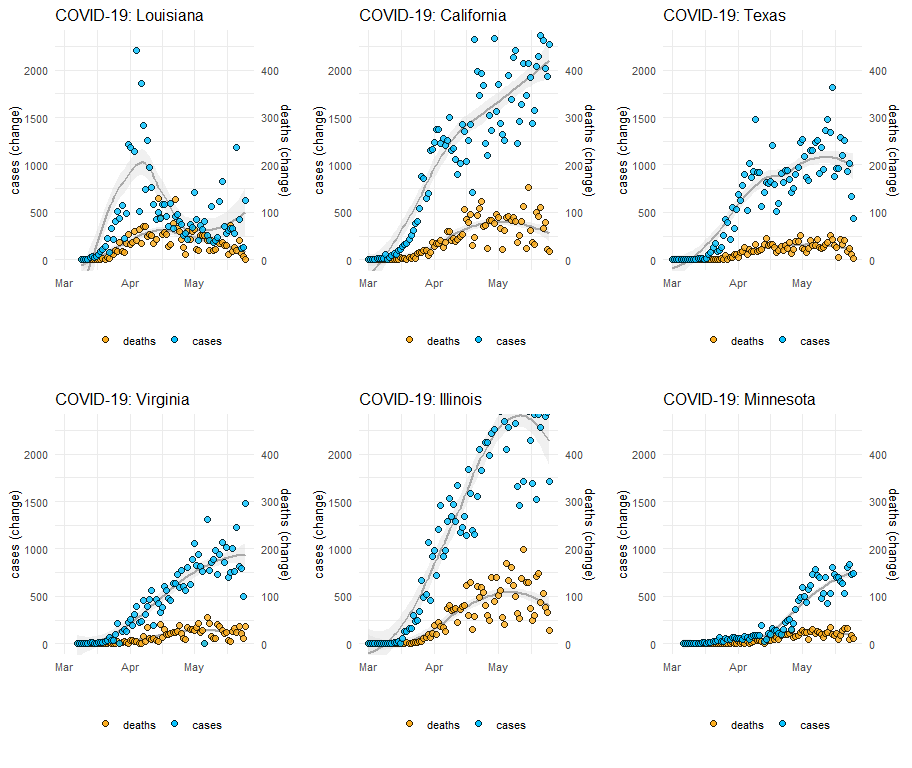 COVID-19: Louisiana
COVID-19: California
COVID-19: Texas
2000
1500
1000
500
0
cases (change)
400
300
200
100
0
deaths (change)
Mar Apr May
deaths cases
2000
1500
1000
500
0
cases (change)
400
300
200
100
0
deaths (change)
Mar Apr May
deaths cases
2000
1500
1000
500
0
cases (change)
400
300
200
100
0
deaths (change)
Mar Apr May
deaths cases
COVID-19: Virginia
COVID-19: Illinois
COVID-19: Minnesota
2000
1500
1000
500
0
cases (change)
400
300
200
100
0
deaths (change)
Mar Apr May
deaths cases
2000
1500
1000
500
0
cases (change)
400
300
200
100
0
deaths (change)
Mar Apr May
deaths cases
2000
1500
1000
500
0
cases (change)
400
300
200
100
0
deaths (change)
Mar Apr May
deaths cases